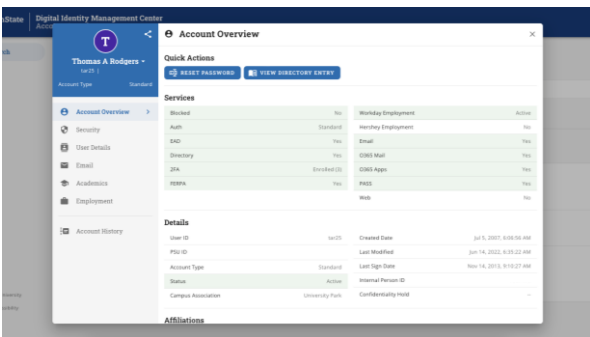 nState Digital Identity Management Center
Acco
T
Thomas A Rodgers
tar25 |
Account Type Standard
Account Overview
Security
User Details
Email
Academics
Employment
Account History
Account Overview
Quick Actions
RESET PASSWORD VIEW DIRECTORY ENTRY
Services
Blocked No Workday Employment Active
Auth Standard Hershey Employment No
EAD Yes Email Yes
Directory Yes O365 Mail Yes
2FA Enrolled (3) O365 Apps Yes
FERPA Yes PASS Yes
Web No
Details
User ID tar25 Created Date Jul 5, 2007, 6:06:56 AM
PSU ID Last Modified Jun 14, 2022, 6:35:22 AM
Account Type Standard Last Sign Date Nov 14, 2013, 9:19:27 AM
Status Active Internal Person ID
Campus Association University Park Confidentiality Hold --
Affiliations